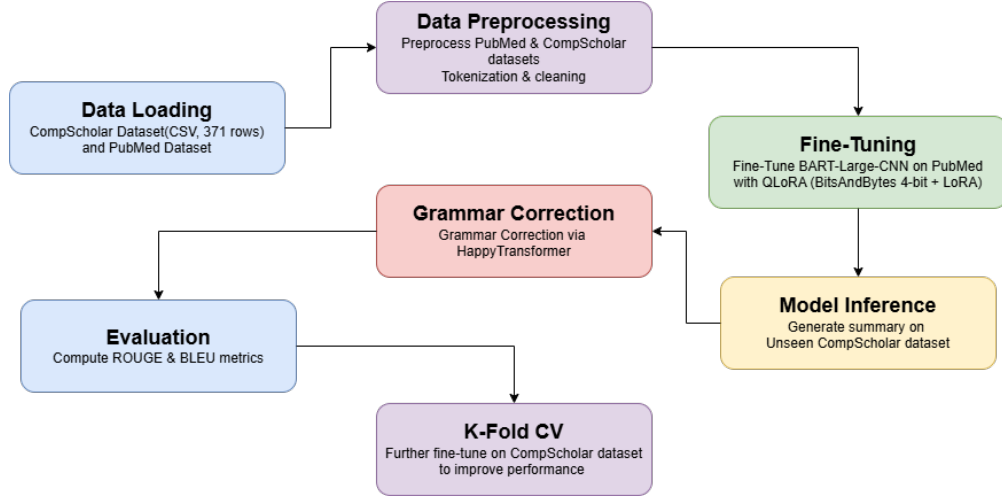 Data Preprocessing
Preprocess PubMed & CompScholar
datasets
Tokenization & cleaning
Data Loading
CompScholar Dataset(CSV, 371 rows)
and PubMed Dataset
Fine-Tuning
Fine-Tune BART-Large-CNN on PubMed
with QLoRA (BitsAndBytes 4-bit + LoRA)
Grammar Correction
Grammar Correction via
HappyTransformer
Model Inference
Generate summary on
Unseen CompScholar dataset
Evaluation
Compute ROUGE & BLEU metrics
K-Fold CV
Further fine-tune on CompScholar dataset
to improve performance